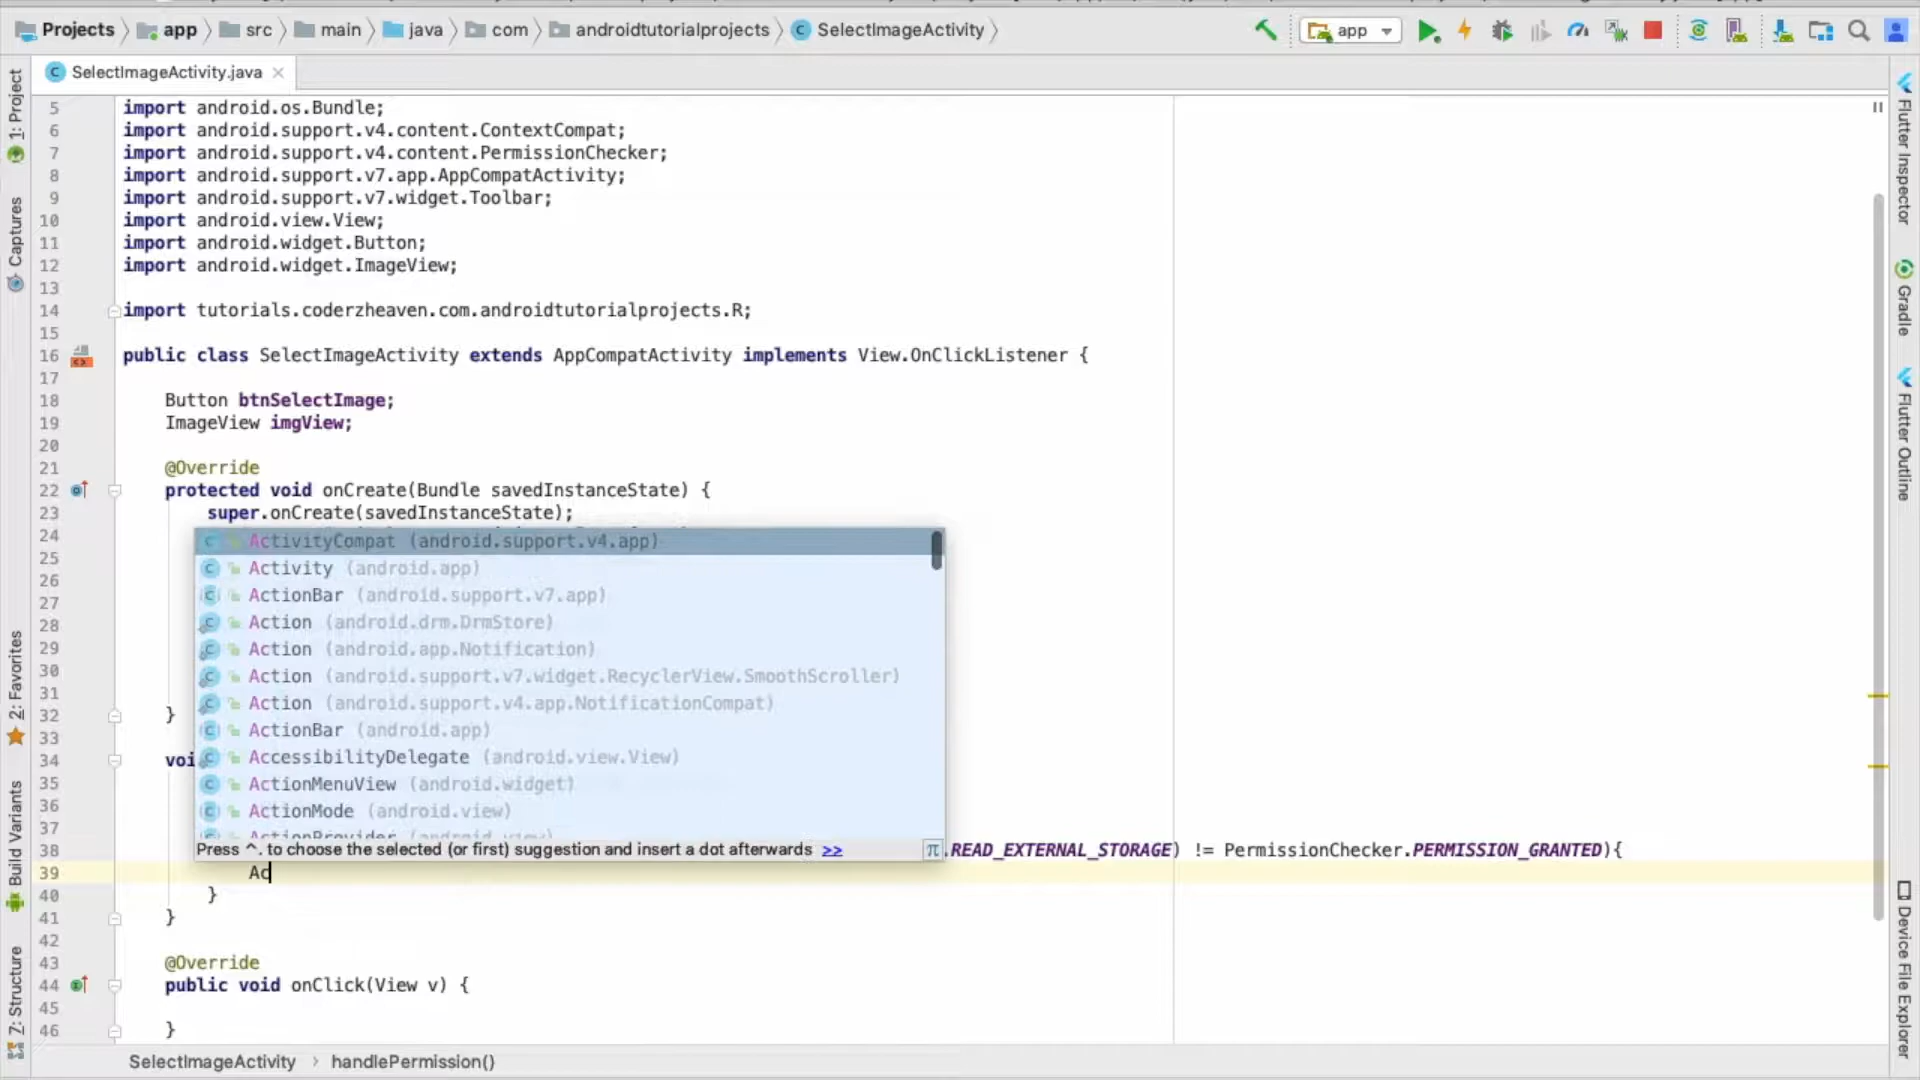 Projects app src main java com androidtutorialprojects SelectImageActivity app
SelectImageActivity.java
1: Project
Captures
2: Favorites
Build Variants
Z: Structure
5 import android.os.Bundle;
6 import android.support.v4.content.ContextCompat;
7 import android.support.v4.content.PermissionChecker;
8 import android.support.v7.app.AppCompatActivity;
9 import android.support.v7.widget.Toolbar;
10 import android.view.View;
11 import android.widget.Button;
12 import android.widget.ImageView;
13
14 import tutorials.coderzheaven.com.androidtutorialprojects.R;
15
16 public class SelectImageActivity extends AppCompatActivity implements View.OnClickListener {
17
18 Button btnSelectImage;
19 ImageView imgView;
20
21 @Override
22 protected void onCreate(Bundle savedInstanceState) {
23 super.onCreate(savedInstanceState);
24
25
26
27
28
29
30
31
32 }
33
34 voi
35
36
37
38 .READ_EXTERNAL_STORAGE) != PermissionChecker.PERMISSION_GRANTED){
39 Ac
40 }
41 }
42
43 @Override
44 public void onClick(View v) {
45
46 }
ActivityCompat (android.support.v4.app)
Activity (android.app)
ActionBar (android.support.v7.app)
Action (android.drm.DrmStore)
Action (android.app.Notification)
Action (android.support.v7.widget.RecyclerView.SmoothScroller)
Action (android.support.v4.app.NotificationCompat)
ActionBar (android.app)
AccessibilityDelegate (android.view.View)
ActionMenuView (android.widget)
ActionMode (android.view)
ActionProvider (android.view)
Press ^. to choose the selected (or first) suggestion and insert a dot afterwards >> π
SelectImageActivity › handlePermission()
Flutter Inspector
Gradle
Flutter Outline
Device File Explorer